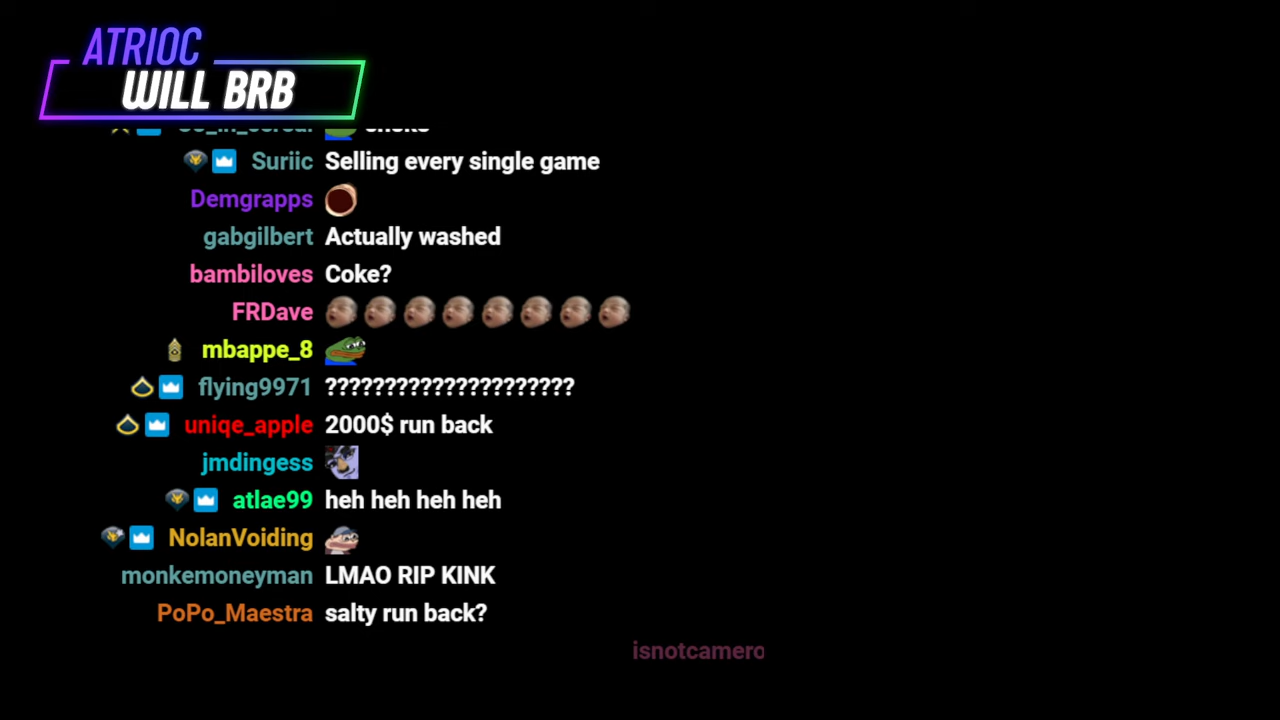 ATRIOC
WILL BRB
Suriic Selling every single game
Demgrapps
gabgilbert Actually washed
bambiloves Coke?
FRDave
mbappe_8
flying9971 ?????????????????????
uniqe_apple 2000$ run back
jmdingess
atlae99 heh heh heh heh
NolanVoiding
monkemoneyman LMAO RIP KINK
PoPo_Maestra salty run back?
isnotcamero